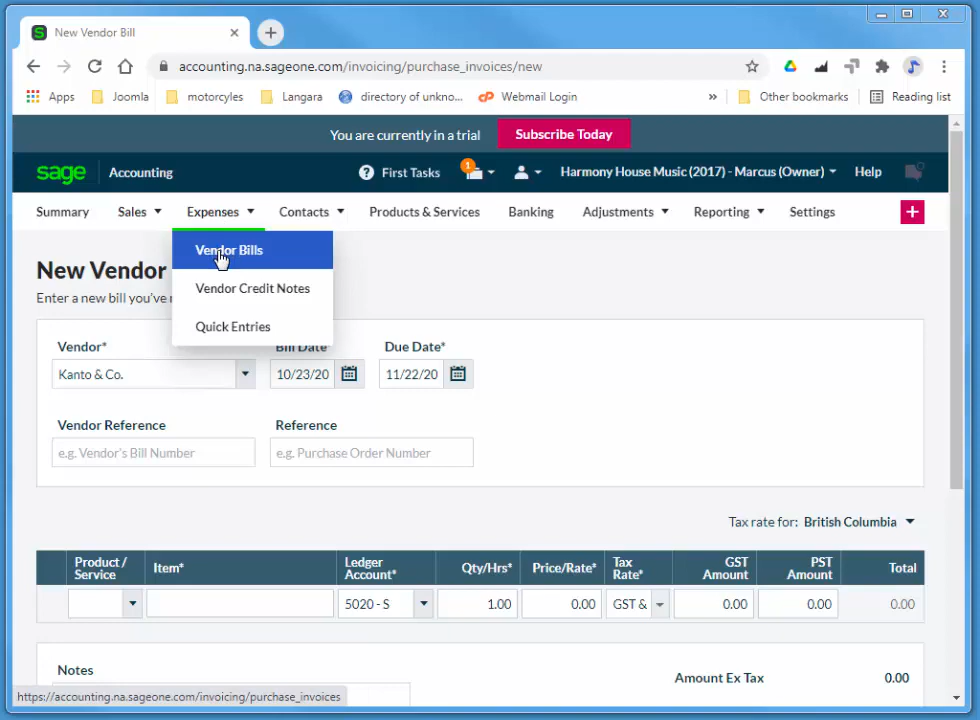 New Vendor Bill
accounting.na.sageone.com/invoicing/purchase_invoices/new
Apps Joomla motorcyles Langara directory of unkno... Webmail Login » Other bookmarks Reading list
You are currently in a trial Subscribe Today
sage Accounting First Tasks 1 Harmony House Music (2017) - Marcus (Owner) Help
Summary Sales Expenses Contacts Products & Services Banking Adjustments Reporting Settings
Vendor Bills
New Vendor
Vendor Credit Notes
Enter a new bill you've
Quick Entries
Vendor* Bill Date* Due Date*
Kanto & Co. 10/23/20 11/22/20
Vendor Reference Reference
e.g. Vendor's Bill Number e.g. Purchase Order Number
Tax rate for: British Columbia
Product / Service Item* Ledger Account* Qty/Hrs* Price/Rate* Tax Rate* GST Amount PST Amount Total
5020 - S 1.00 0.00 GST & 0.00 0.00 0.00
Notes
Amount Ex Tax 0.00
https://accounting.na.sageone.com/invoicing/purchase_invoices